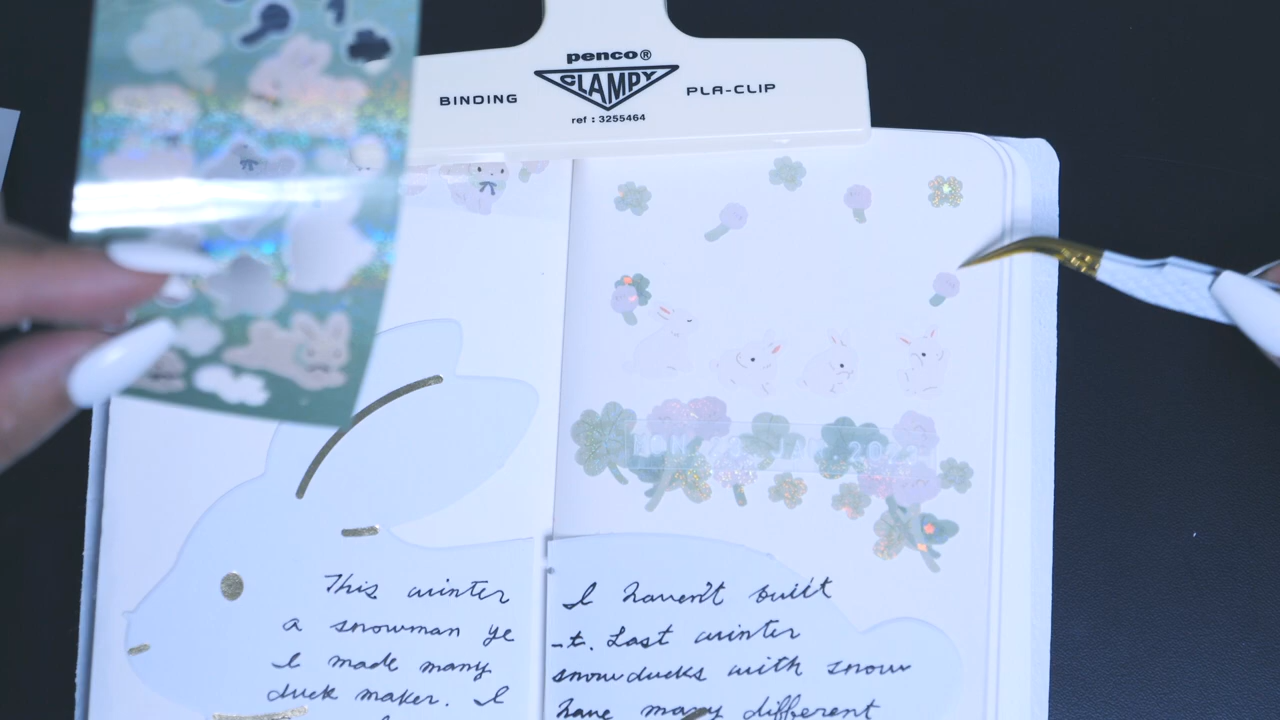 penco®
CLAMPY
BINDING
PLA-CLIP
ref : 3255464
This winter I haven't built
a snowman ye -t. Last winter
I made many snowducks with snow
duck maker. I have many different